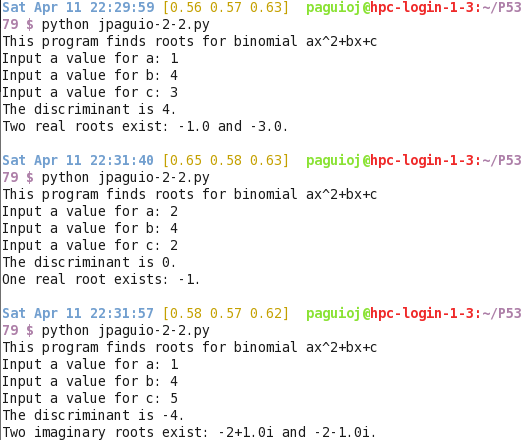 Sat Apr 11 22:29:59 [0.56 0.57 0.63]  paguioj@hpc-login-1-3:~/P53
79 $ python jpaguio-2-2.py
This program finds roots for binomial ax^2+bx+c
Input a value for a: 1
Input a value for b: 4
Input a value for c: 3
The discriminant is 4.
Two real roots exist: -1.0 and -3.0.

Sat Apr 11 22:31:40 [0.65 0.58 0.63]  paguioj@hpc-login-1-3:~/P53
79 $ python jpaguio-2-2.py
This program finds roots for binomial ax^2+bx+c
Input a value for a: 2
Input a value for b: 4
Input a value for c: 2
The discriminant is 0.
One real root exists: -1.

Sat Apr 11 22:31:57 [0.58 0.57 0.62]  paguioj@hpc-login-1-3:~/P53
79 $ python jpaguio-2-2.py
This program finds roots for binomial ax^2+bx+c
Input a value for a: 1
Input a value for b: 4
Input a value for c: 5
The discriminant is -4.
Two imaginary roots exist: -2+1.0i and -2-1.0i.